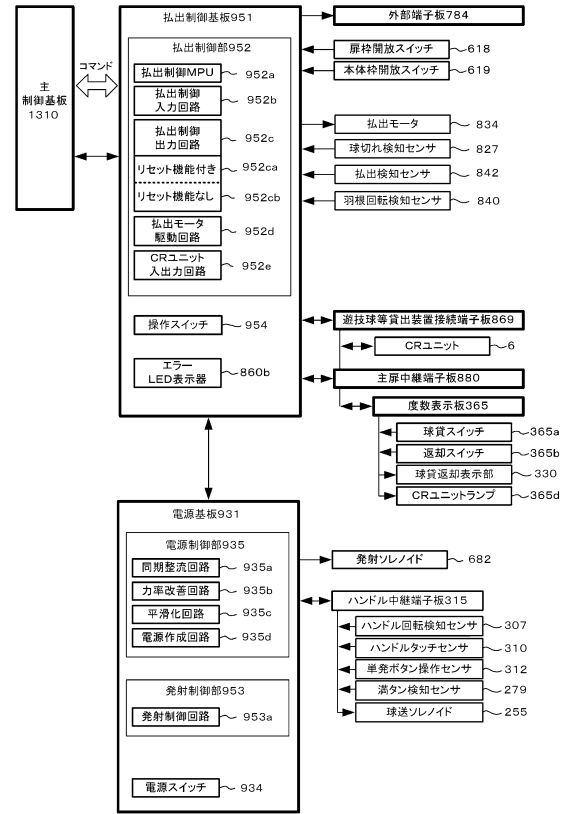 主
制御基板
1310
コマンド
払出制御基板951
払出制御部952
払出制御MPU 952a
払出制御
入力回路 952b
払出制御
出力回路 952c
リセット機能付き 952ca
リセット機能なし 952cb
払出モータ
駆動回路 952d
CRユニット
入出力回路 952e
操作スイッチ 954
エラー
LED表示器 860b
外部端子板784
扉枠開放スイッチ 618
本体枠開放スイッチ 619
払出モータ 834
球切れ検知センサ 827
払出検知センサ 842
羽根回転検知センサ 840
遊技球等貸出装置接続端子板869
CRユニット 6
主扉中継端子板880
度数表示板365
球貸スイッチ 365a
返却スイッチ 365b
球貸返却表示部 330
CRユニットランプ 365d
電源基板931
電源制御部935
同期整流回路 935a
力率改善回路 935b
平滑化回路 935c
電源作成回路 935d
発射制御部953
発射制御回路 953a
電源スイッチ 934
発射ソレノイド 682
ハンドル中継端子板315
ハンドル回転検知センサ 307
ハンドルタッチセンサ 310
単発ボタン操作センサ 312
満タン検知センサ 279
球送ソレノイド 255